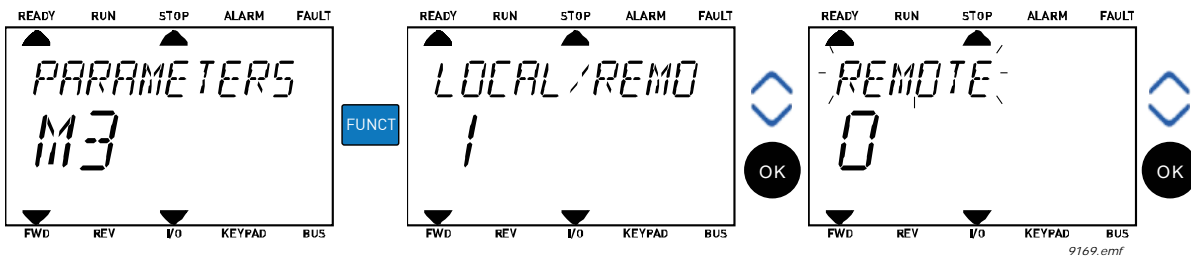 READY RUN STOP ALARM FAULT
PARAMETERS
M3
FWD REV I/O KEYPAD BUS
FUNCT
READY RUN STOP ALARM FAULT
LOCAL/REMO
1
FWD REV I/O KEYPAD BUS
OK
READY RUN STOP ALARM FAULT
REMOTE
0
FWD REV I/O KEYPAD BUS
OK
9169.emf